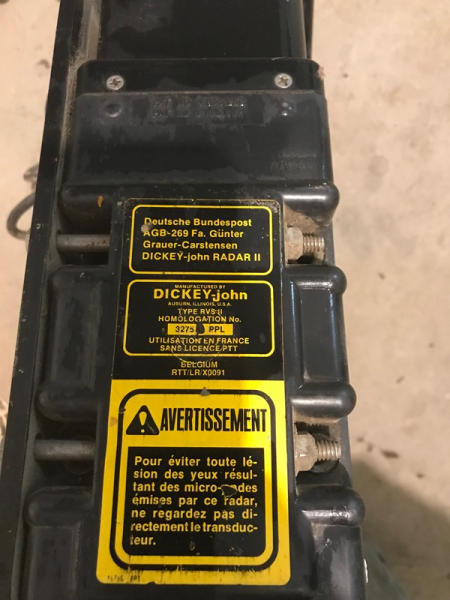 Deutsche Bundespost
AGB-269 Fa. Günter
Grauer-Carstensen
DICKEY-john RADAR II
MANUFACTURED BY
DICKEY-john
AUBURN, ILLINOIS, U.S.A.
TYPE RVS II
HOMOLOGATION No.
3275 PPL
UTILISATION EN FRANCE
SANS LICENCE PTT
BELGIUM
RTT/LR/X0091
AVERTISSEMENT
Pour éviter toute lé-
sion des yeux résul-
tant des micro-ondes
émises par ce radar,
ne regardez pas di-
rectement le transduc-
teur.